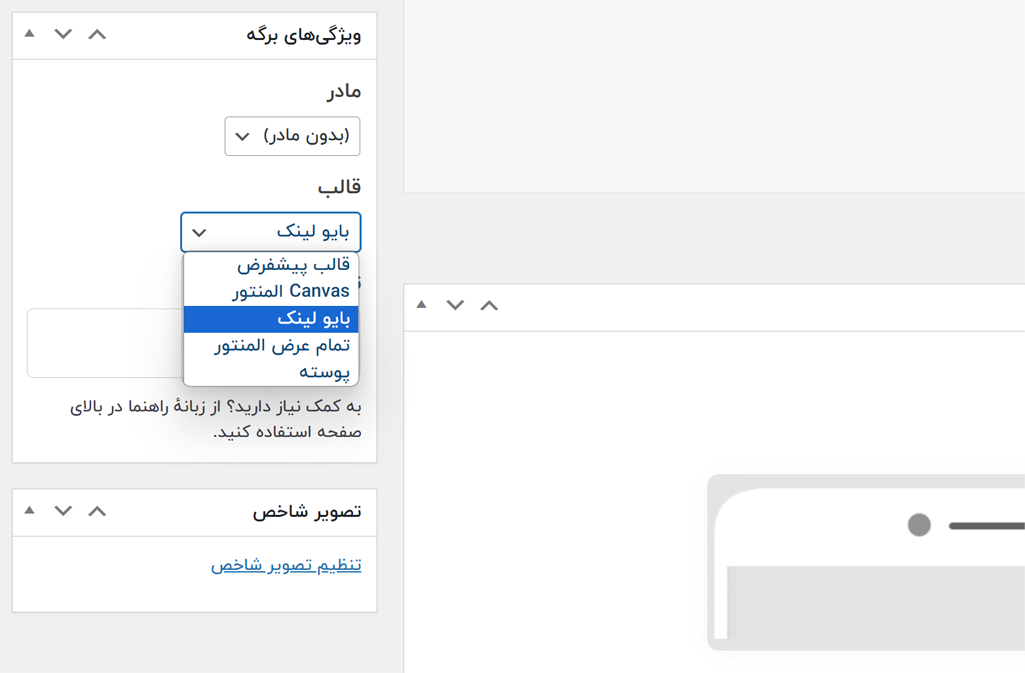 ویژگی‌های برگه
مادر
(بدون مادر)
قالب
بایو لینک
قالب پیشفرض
Canvas المنتور
بایو لینک
تمام عرض المنتور
پوسته
به کمک نیاز دارید؟ از زبانهٔ راهنما در بالای
صفحه استفاده کنید.
تصویر شاخص
تنظیم تصویر شاخص